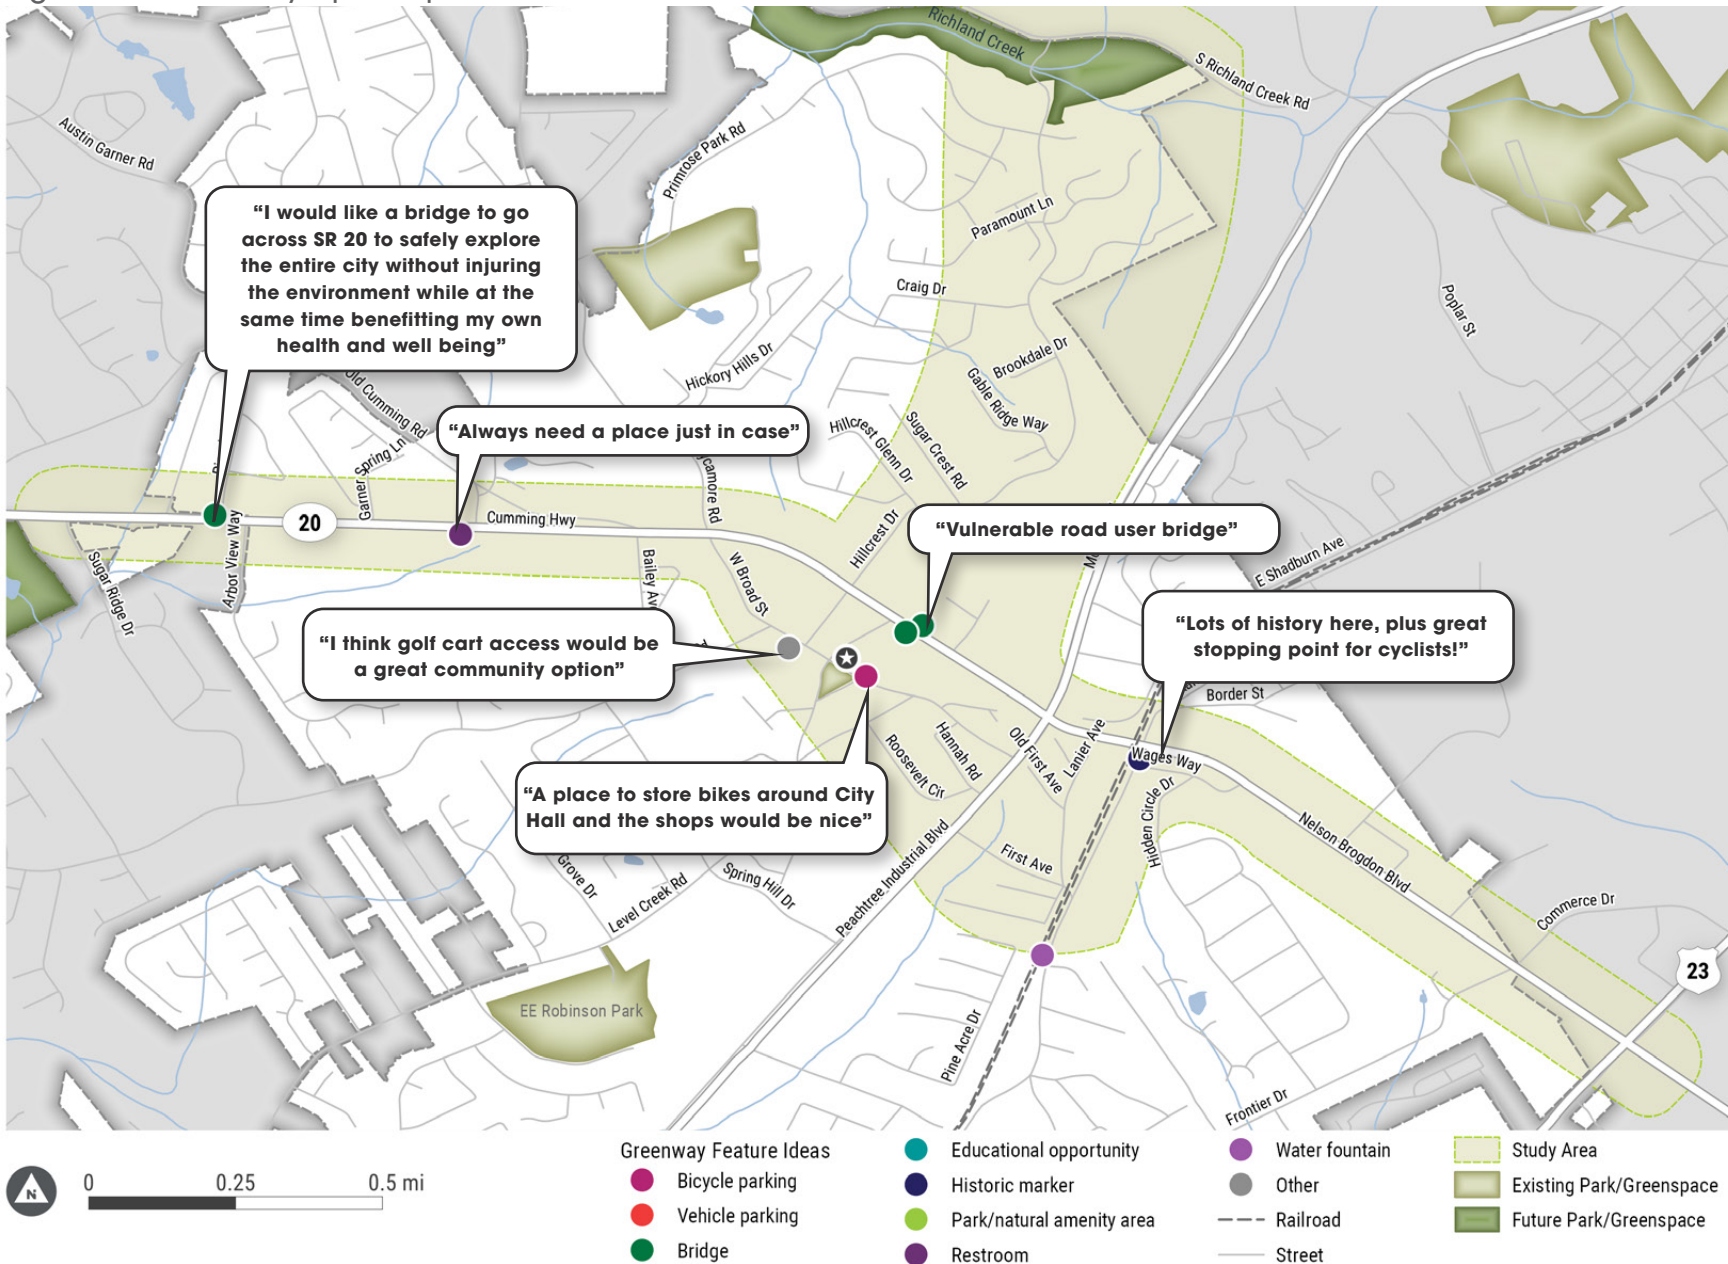 Richland Creek
S Richland Creek Rd
Austin Garner Rd
Primrose Park Rd
“I would like a bridge to go
across SR 20 to safely explore
the entire city without injuring
the environment while at the
same time benefitting my own
health and well being”
Paramount Ln
Craig Dr
Poplar St
Brookdale Dr
Hickory Hills Dr
Gable Ridge Way
Old Cumming Rd
“Always need a place just in case”
Hillcrest Glenn Dr
Sugar Crest Rd
Garner
Spring Ln
20
Cumming Hwy
Hillcrest Dr
“Vulnerable road user bridge”
Arbor View Way
Sugar Ridge Dr
Bailey Av
W Broad St
E Shadburn Ave
“I think golf cart access would be
a great community option”
“Lots of history here, plus great
stopping point for cyclists!”
Border St
Roosevelt Cir
Hannah Rd
Old First Ave
Lanier Ave
Wages Way
“A place to store bikes around City
Hall and the shops would be nice”
Hidden Circle Dr
Nelson Brogdon Blvd
First Ave
Grove Dr
Level Creek Rd
Spring Hill Dr
Peachtree Industrial Blvd
Commerce Dr
23
EE Robinson Park
Pine Acre Dr
Frontier Dr
N
0 0.25 0.5 mi
Greenway Feature Ideas
Bicycle parking
Vehicle parking
Bridge
Educational opportunity
Historic marker
Park/natural amenity area
Restroom
Water fountain
Other
Railroad
Street
Study Area
Existing Park/Greenspace
Future Park/Greenspace